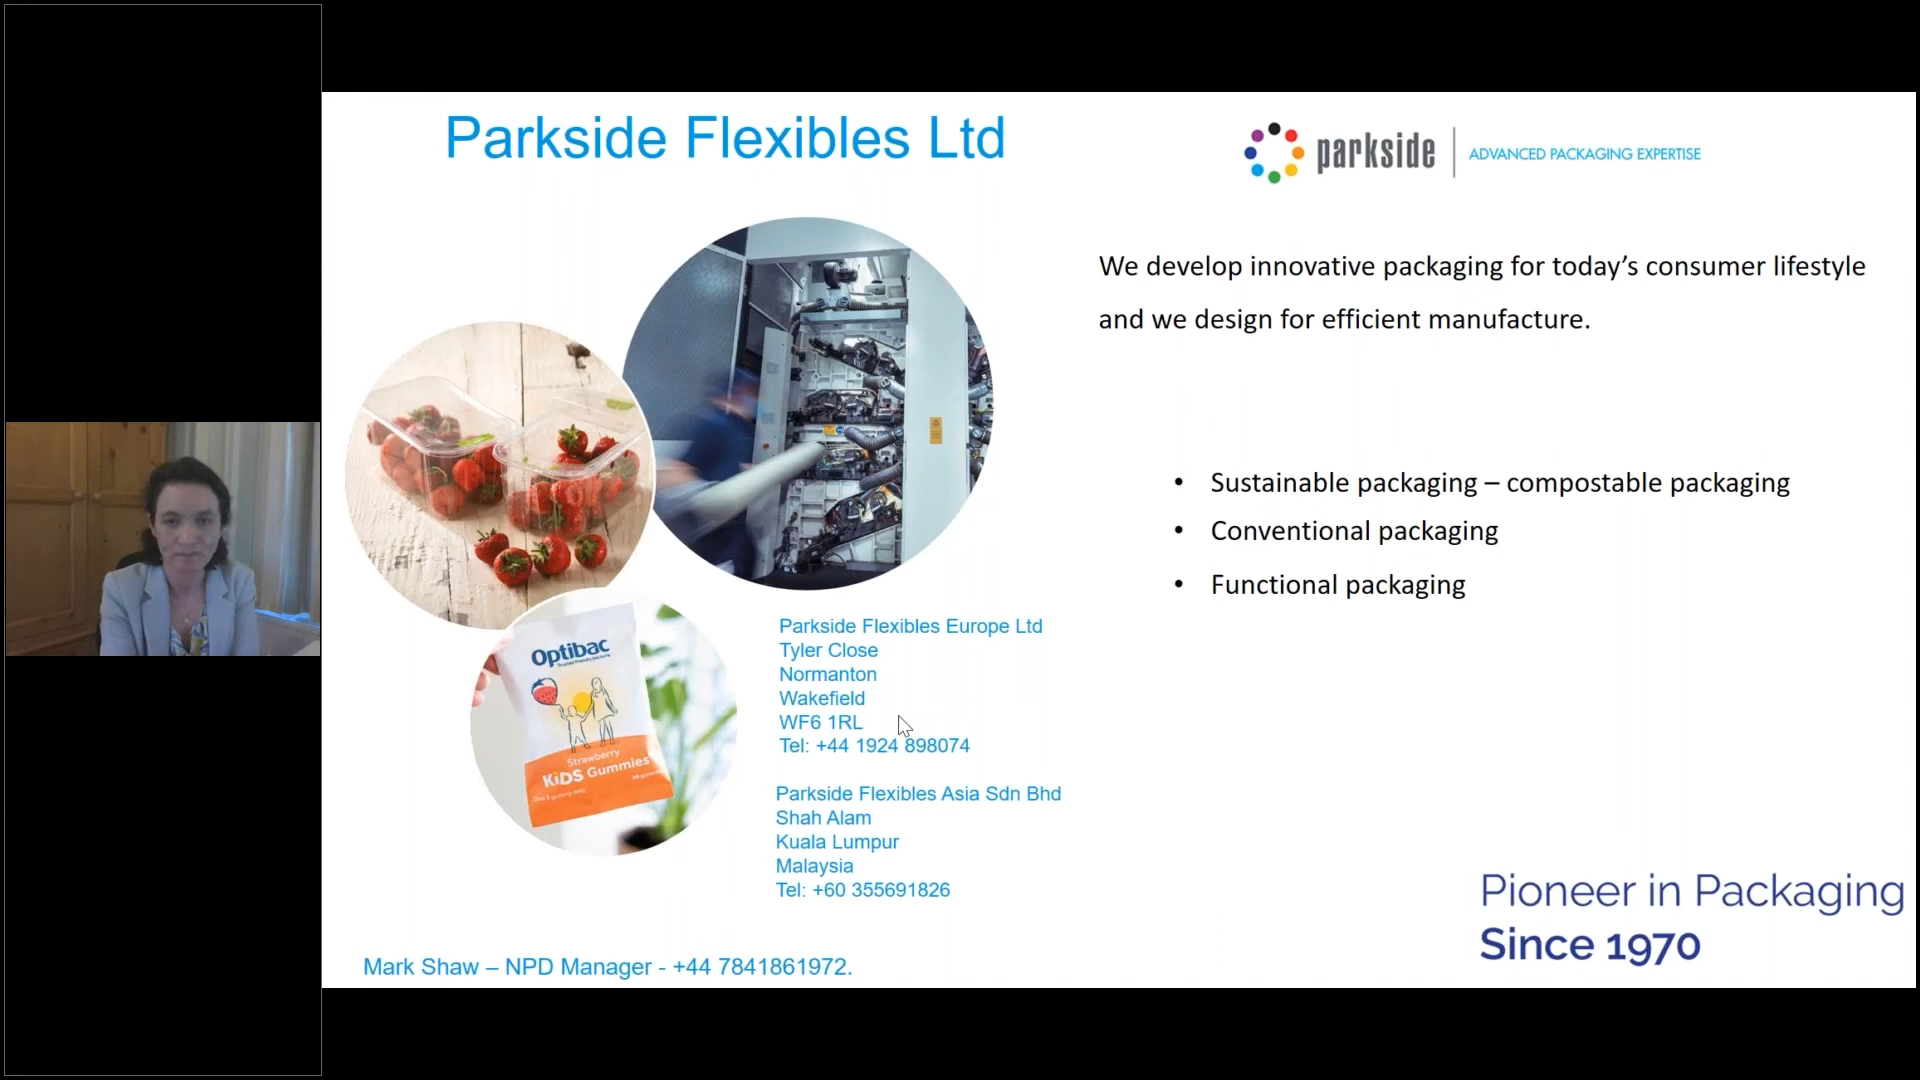 Parkside Flexibles Ltd
parkside
ADVANCED PACKAGING EXPERTISE
We develop innovative packaging for today’s consumer lifestyle
and we design for efficient manufacture.
• Sustainable packaging – compostable packaging
• Conventional packaging
• Functional packaging
Optibac
Strawberry
KiDS Gummies
Parkside Flexibles Europe Ltd
Tyler Close
Normanton
Wakefield
WF6 1RL
Tel: +44 1924 898074
Parkside Flexibles Asia Sdn Bhd
Shah Alam
Kuala Lumpur
Malaysia
Tel: +60 355691826
Pioneer in Packaging
Since 1970
Mark Shaw – NPD Manager - +44 7841861972.